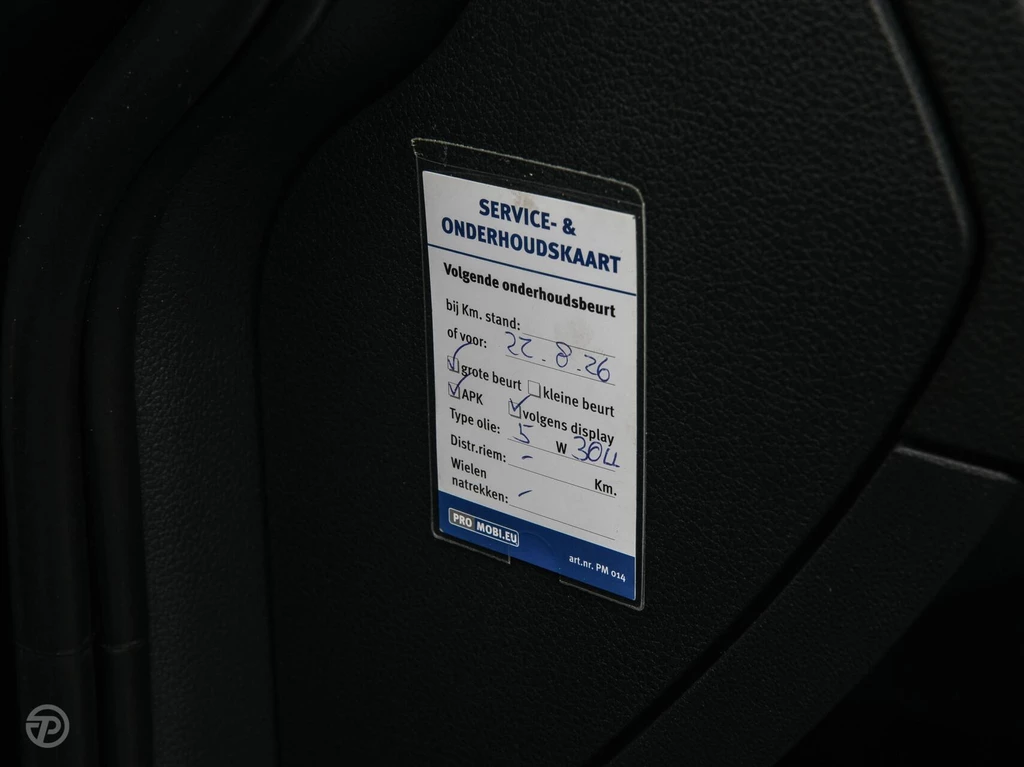 SERVICE- &
ONDERHOUDSKAART
Volgende onderhoudsbeurt
bij Km. stand:
of voor: 22.8.26
grote beurt kleine beurt
APK volgens display
Type olie: 5 W 30LL
Distr.riem: - Km.
Wielen
natrekken: -
PRO MOBI.EU
art.nr. PM 014